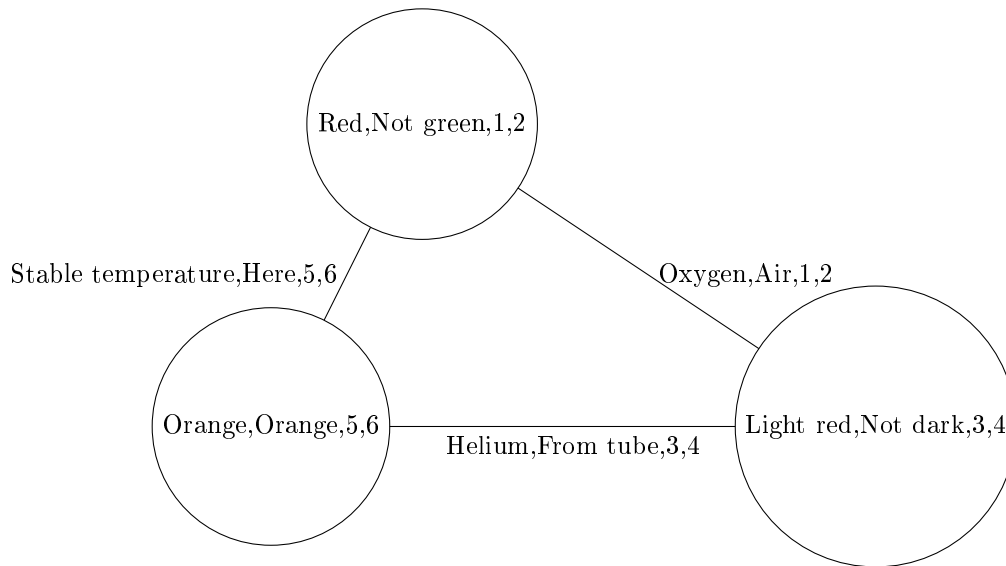 Red,Not green,1,2
Stable temperature,Here,5,6
Oxygen,Air,1,2
Orange,Orange,5,6
Light red,Not dark,3,4
Helium,From tube,3,4